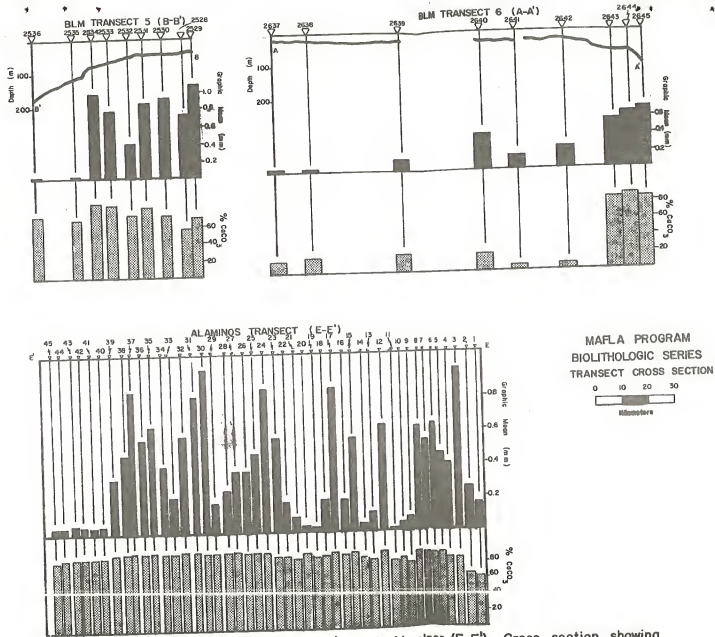 BLM TRANSECT 5 (B-B')
2536 2535 2534 2533 2532 2531 2530 2528 2529
B
B'
Depth (m)
100
200
Graphic Mean (mm)
1.0
0.8
0.6
0.4
0.2
% CaCO3
60
40
20
BLM TRANSECT 6 (A-A')
2637 2638 2639 2640 2641 2642 2643 2644 2645
A
A'
Depth (m)
100
200
Graphic Mean (mm)
0.2
% CaCO3
80
60
40
20
ALAMINOS TRANSECT (E-E')
45 43 41 39 37 35 33 31 29 27 25 23 21 19 17 15 13 11
44 42 40 38 36 34 32 30 28 26 24 22 20 18 16 14 12 10 9 8 7 6 5 4 3 2 1
E'
E
Graphic Mean (mm)
0.8
0.6
0.4
0.2
% CaCO3
80
60
40
20
MAFLA PROGRAM
BIOLITHOLOGIC SERIES
TRANSECT CROSS SECTION
0 10 20 30
Kilometers
(E-E'). Cross section showing